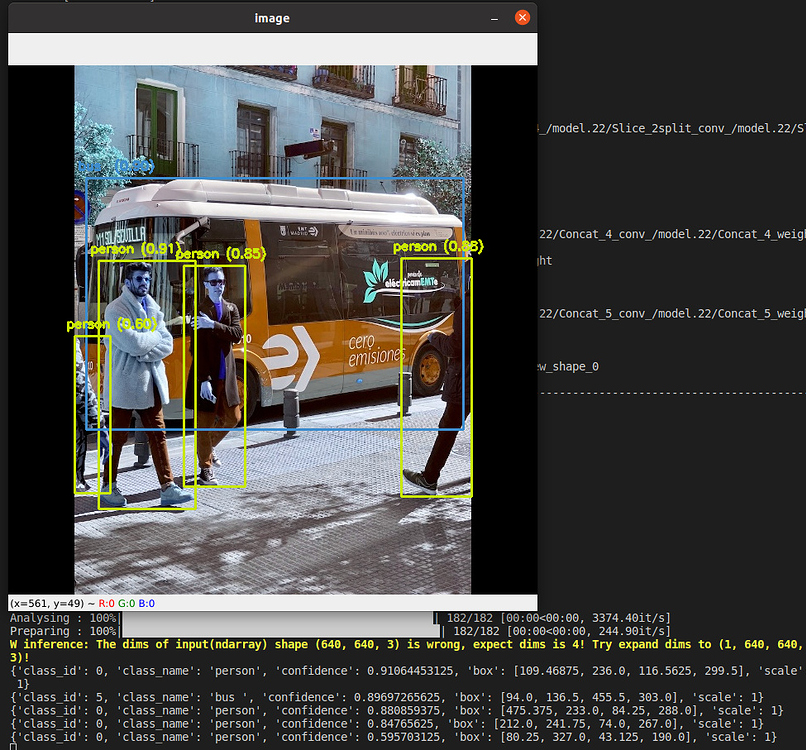 image
_/model.22/Slice_2split_conv_/model.22/Sl
22/Concat_4_conv_/model.22/Concat_4_weigh
ght
22/Concat_5_conv_/model.22/Concat_5_weigh
ew_shape_0
----------------------------------------
person (0.91)
person (0.85)
person (0.88)
person (0.60)
cero
emisiones
(x=561, y=49) ~ R:0 G:0 B:0
Analysing : 100%| | 182/182 [00:00<00:00, 3374.40it/s]
Preparing : 100%| | 182/182 [00:00<00:00, 244.90it/s]
W inference: The dims of input(ndarray) shape (640, 640, 3) is wrong, expect dims is 4! Try expand dims to (1, 640, 640,
3)!
{'class_id': 0, 'class_name': 'person', 'confidence': 0.91064453125, 'box': [109.46875, 236.0, 116.5625, 299.5], 'scale'
1}
{'class_id': 5, 'class_name': 'bus ', 'confidence': 0.89697265625, 'box': [94.0, 136.5, 455.5, 303.0], 'scale': 1}
{'class_id': 0, 'class_name': 'person', 'confidence': 0.880859375, 'box': [475.375, 233.0, 84.25, 288.0], 'scale': 1}
{'class_id': 0, 'class_name': 'person', 'confidence': 0.84765625, 'box': [212.0, 241.75, 74.0, 267.0], 'scale': 1}
{'class_id': 0, 'class_name': 'person', 'confidence': 0.595703125, 'box': [80.25, 327.0, 43.125, 190.0], 'scale': 1}